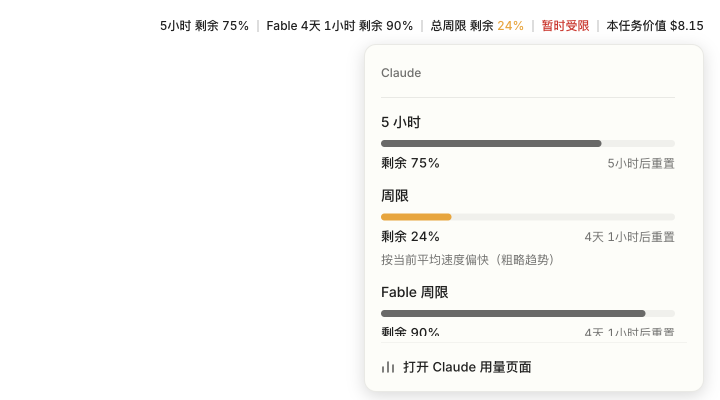 5小时 剩余 75% | Fable 4天 1小时 剩余 90% | 总周限 剩余 24% | 暂时受限 | 本任务价值 $8.15
Claude
5 小时
剩余 75% 5小时后重置
周限
剩余 24% 4天 1小时后重置
按当前平均速度偏快（粗略趋势）
Fable 周限
剩余 90% 4天 1小时后重置
打开 Claude 用量页面